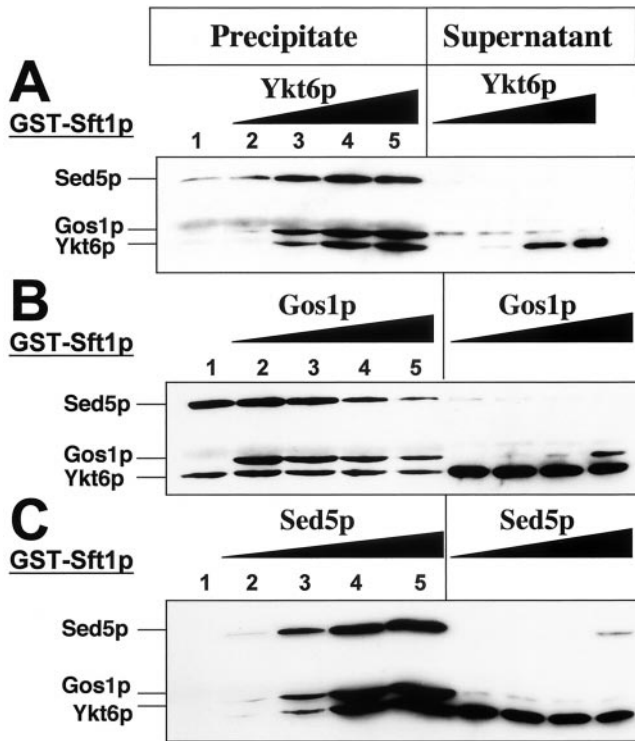 Precipitate Supernatant
A Ykt6p Ykt6p
GST-Sft1p
1 2 3 4 5
Sed5p
Gos1p
Ykt6p
B Gos1p Gos1p
GST-Sft1p
1 2 3 4 5
Sed5p
Gos1p
Ykt6p
C Sed5p Sed5p
GST-Sft1p
1 2 3 4 5
Sed5p
Gos1p
Ykt6p